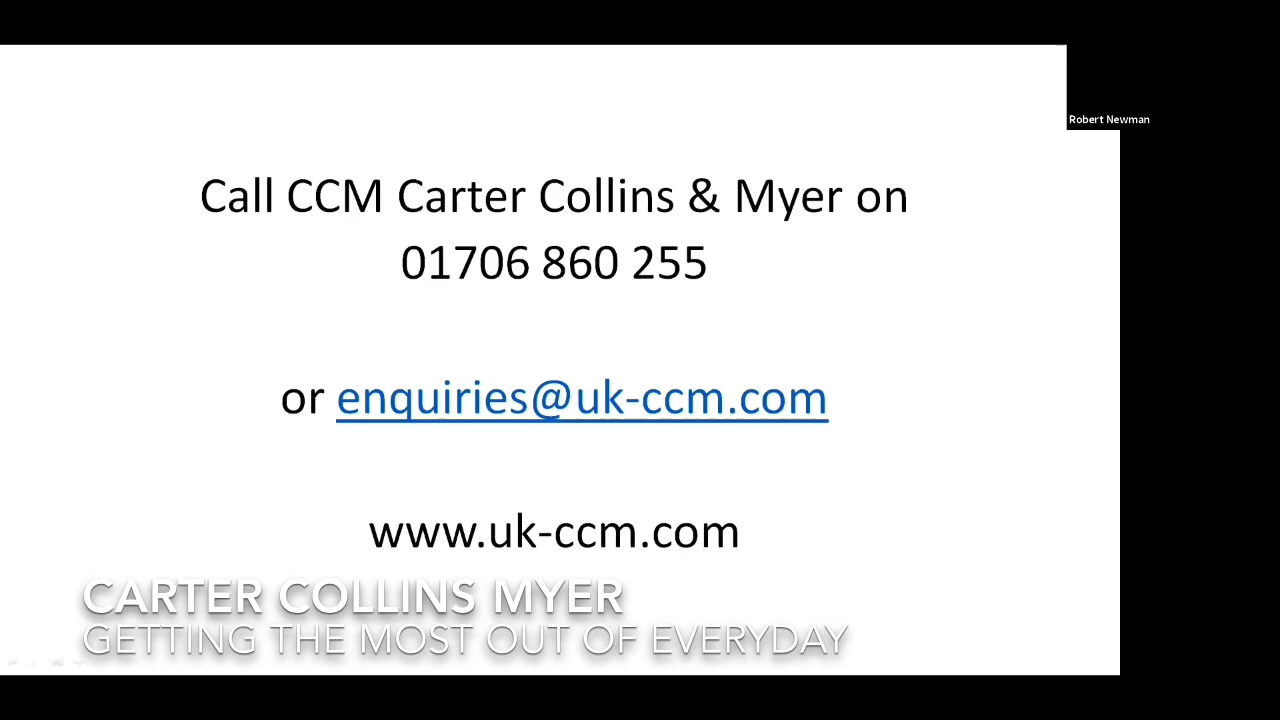 Robert Newman
Call CCM Carter Collins & Myer on
01706 860 255
or enquiries@uk-ccm.com
www.uk-ccm.com
CARTER COLLINS MYER
GETTING THE MOST OUT OF EVERYDAY